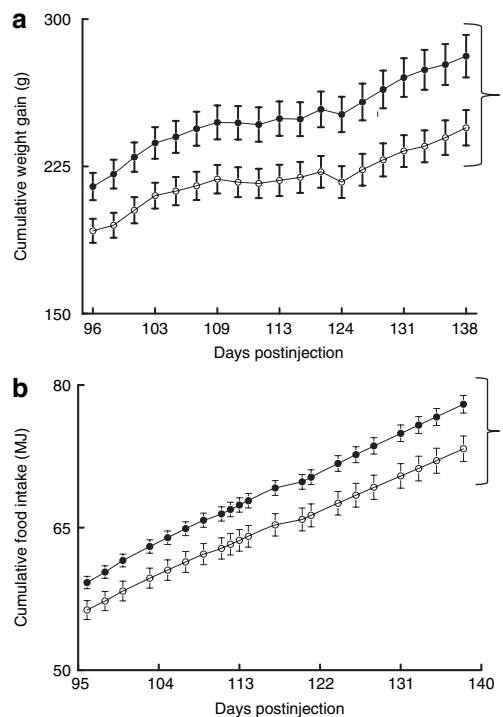 a
Cumulative weight gain (g)
300
225
150
96 103 109 113 124 131 138
Days postinjection
b
Cumulative food intake (MJ)
80
65
50
95 104 113 122 131 140
Days postinjection